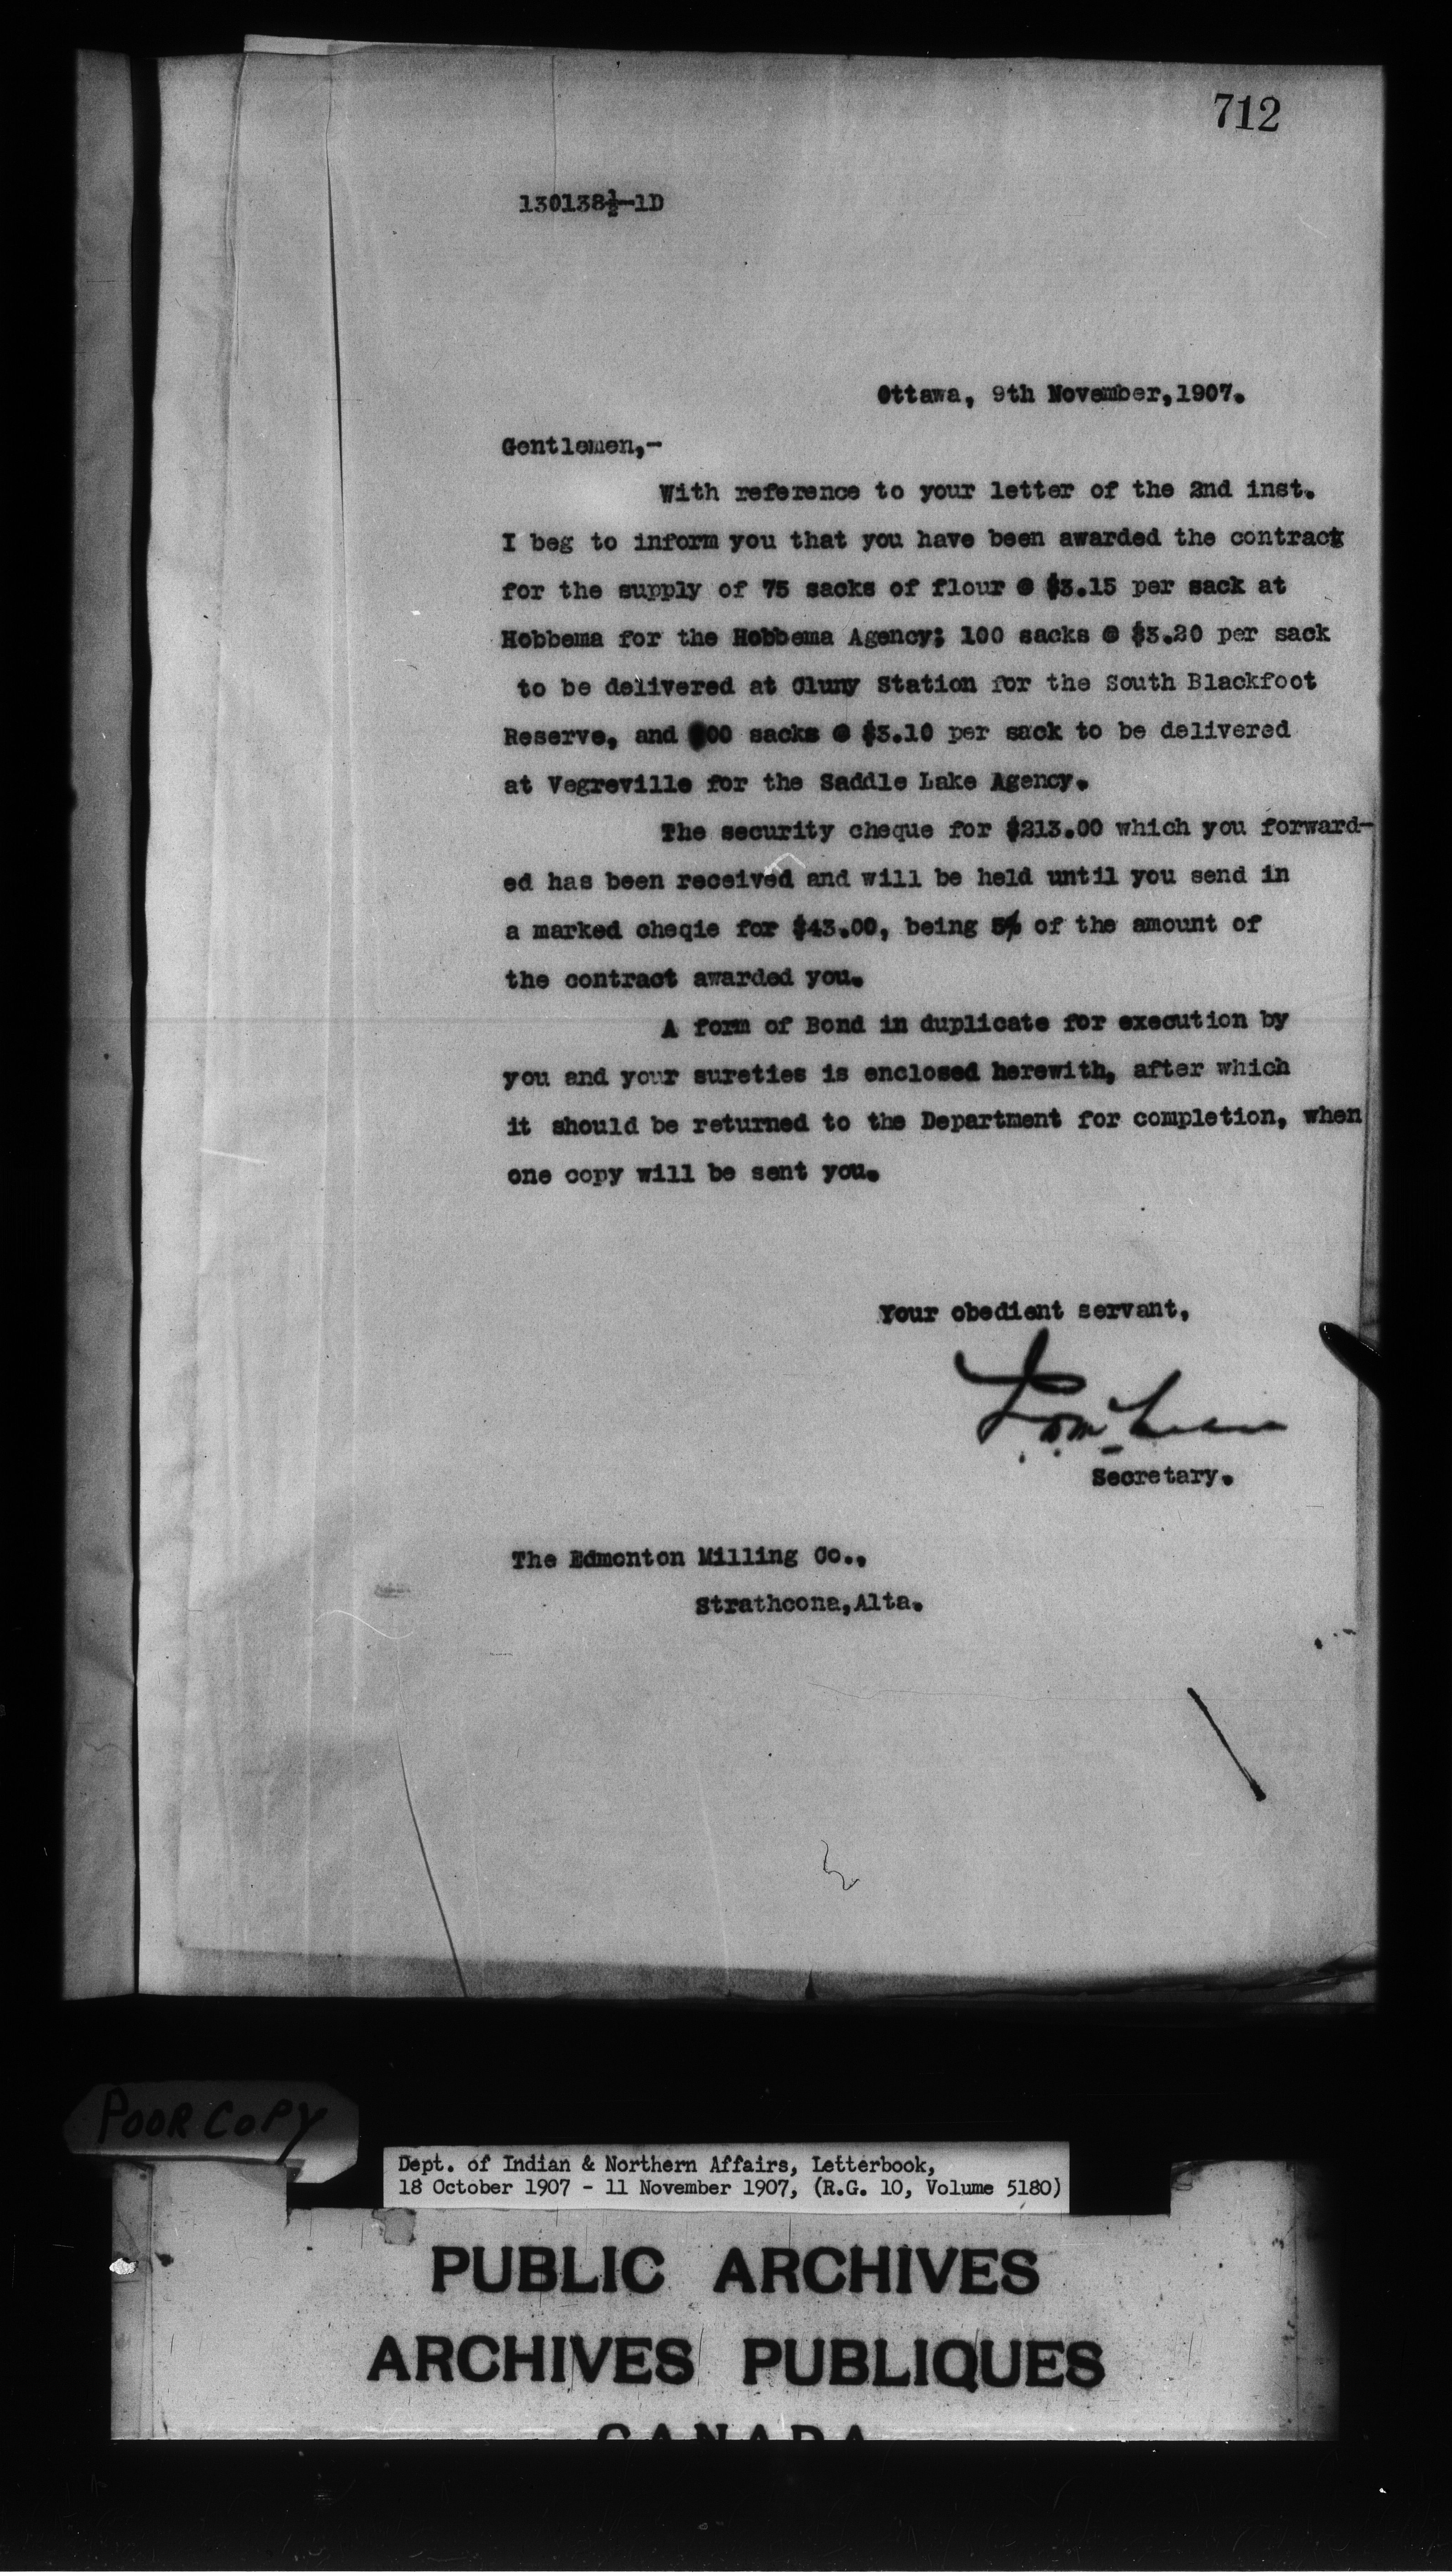 712
130138½-1D
Ottawa, 9th November, 1907.
Gentlemen,-
With reference to your letter of the 2nd inst.
I beg to inform you that you have been awarded the contract
for the supply of 75 sacks of flour @ $3.15 per sack at
Hobbema for the Hobbema Agency; 100 sacks @ $3.20 per sack
to be delivered at Cluny Station for the South Blackfoot
Reserve, and 00 sacks @ $3.10 per sack to be delivered
at Vegreville for the Saddle Lake Agency.
The security cheque for $213.00 which you forward-
ed has been received and will be held until you send in
a marked cheqie for $43.00, being 5% of the amount of
the contract awarded you.
A form of Bond in duplicate for execution by
you and your sureties is enclosed herewith, after which
it should be returned to the Department for completion, when
one copy will be sent you.
Your obedient servant,
Secretary.
The Edmonton Milling Co.,
Strathcona, Alta.
POOR COPY
Dept. of Indian & Northern Affairs, Letterbook,
18 October 1907 - 11 November 1907, (R.G. 10, Volume 5180)
PUBLIC ARCHIVES
ARCHIVES PUBLIQUES
CANADA